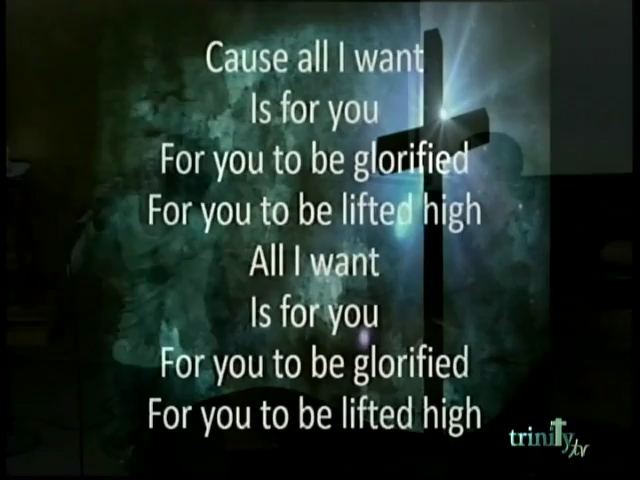 Cause all I want
Is for you
For you to be glorified
For you to be lifted high
All I want
Is for you
For you to be glorified
For you to be lifted high
trinity tv